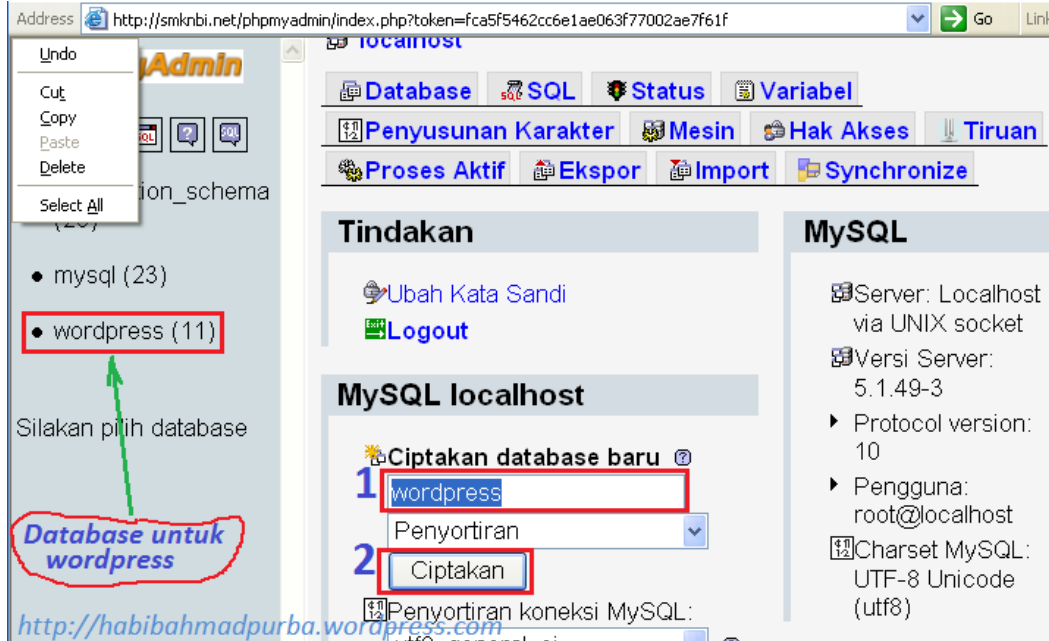 Address http://smknbi.net/phpmyadmin/index.php?token=fca5f5462cc6e1ae063f77002ae7f61f Go Link
Undo
Cut
Copy
Paste
Delete
Select All
Admin
ion_schema
mysql (23)
wordpress (11)
Silakan pilih database
Database untuk
wordpress
localhost
Database SQL Status Variabel
Penyusunan Karakter Mesin Hak Akses Tiruan
Proses Aktif Ekspor Import Synchronize
Tindakan
Ubah Kata Sandi
Logout
MySQL localhost
Ciptakan database baru
1 wordpress
Penyortiran
2 Ciptakan
Penyortiran koneksi MySQL:
MySQL
Server: Localhost
via UNIX socket
Versi Server:
5.1.49-3
Protocol version:
10
Pengguna:
root@localhost
Charset MySQL:
UTF-8 Unicode
(utf8)
http://habibahmadpurba.wordpress.com